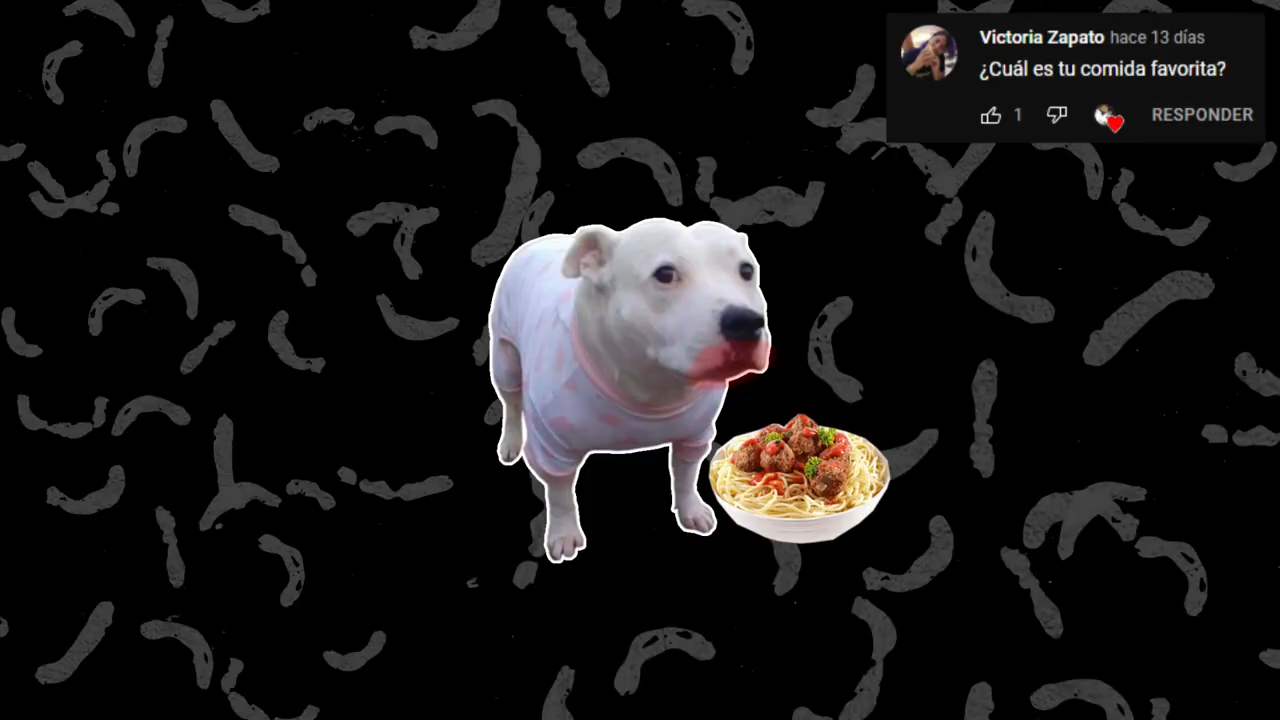 Victoria Zapato hace 13 días
¿Cuál es tu comida favorita?
1 RESPONDER